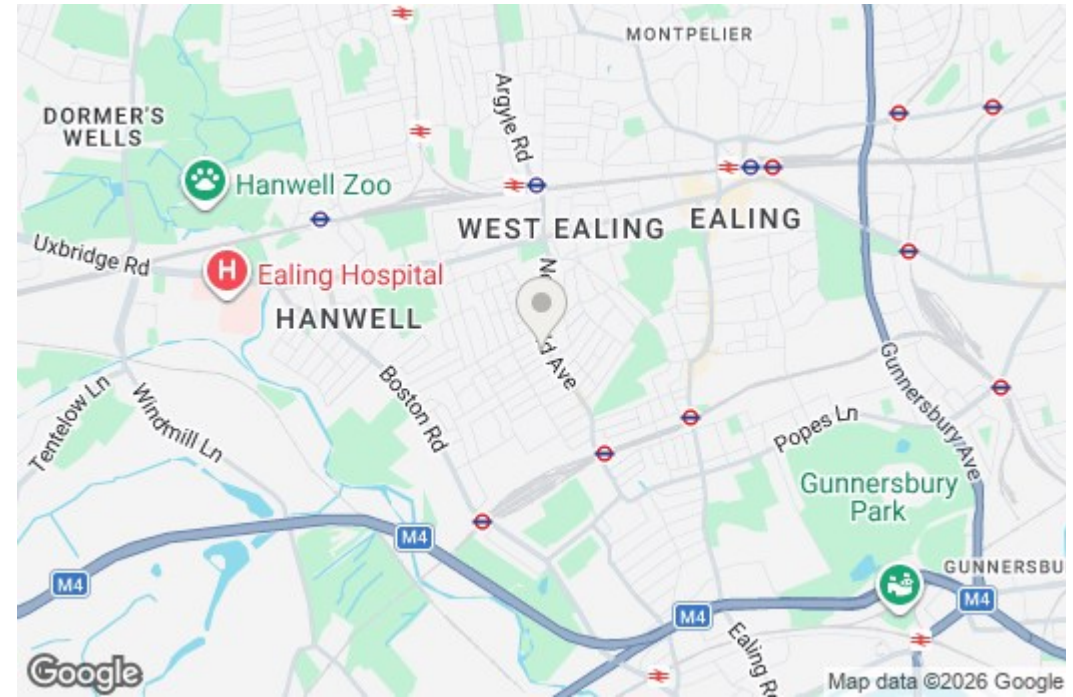 MONTPELIER
DORMER'S
WELLS
Argyle Rd
Hanwell Zoo
WEST EALING
EALING
Uxbridge Rd
H
Ealing Hospital
HANWELL
Ave
Boston Rd
Gunnersbury Ave
Tentelow Ln
Windmill Ln
Popes Ln
Gunnersbury
Park
M4
M4
M4
M4
GUNNERSBU
Ealing Rd
Google
Map data ©2026 Google